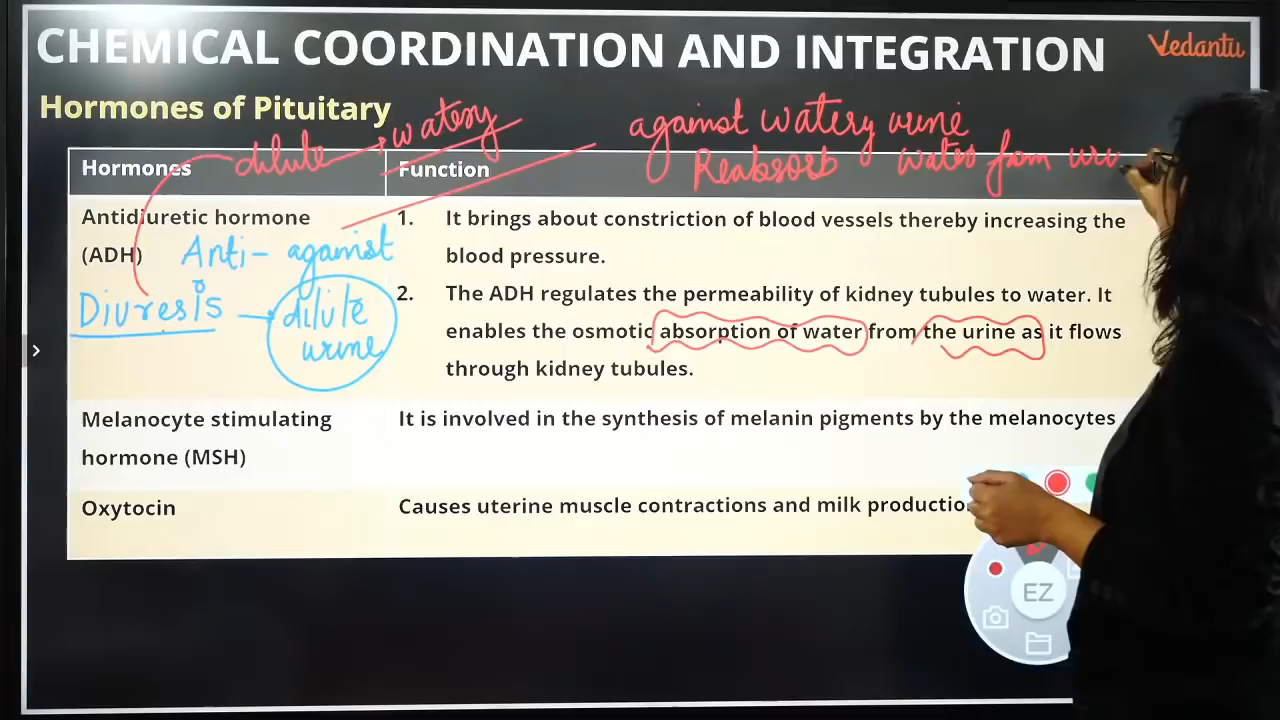 CHEMICAL COORDINATION AND INTEGRATION
Vedantu
Hormones of Pituitary
dilute → watery
against watery urine
Reabsorb water from uri
Hormones
Function
Antidiuretic hormone
(ADH)
Anti - against
Diuresis → dilute
urine
1. It brings about constriction of blood vessels thereby increasing the
blood pressure.
2. The ADH regulates the permeability of kidney tubules to water. It
enables the osmotic absorption of water from the urine as it flows
through kidney tubules.
Melanocyte stimulating
hormone (MSH)
It is involved in the synthesis of melanin pigments by the melanocytes
Oxytocin
Causes uterine muscle contractions and milk productio
EZ